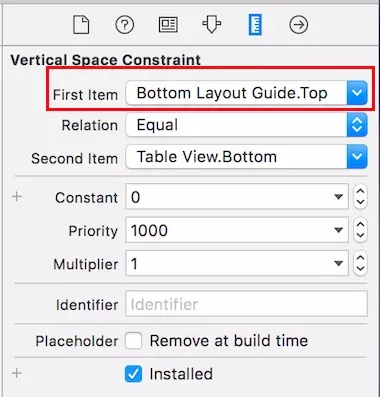 Vertical Space Constraint
First Item Bottom Layout Guide.Top
Relation Equal
Second Item Table View.Bottom
+ Constant 0
Priority 1000
Multiplier 1
Identifier Identifier
Placeholder Remove at build time
+ Installed